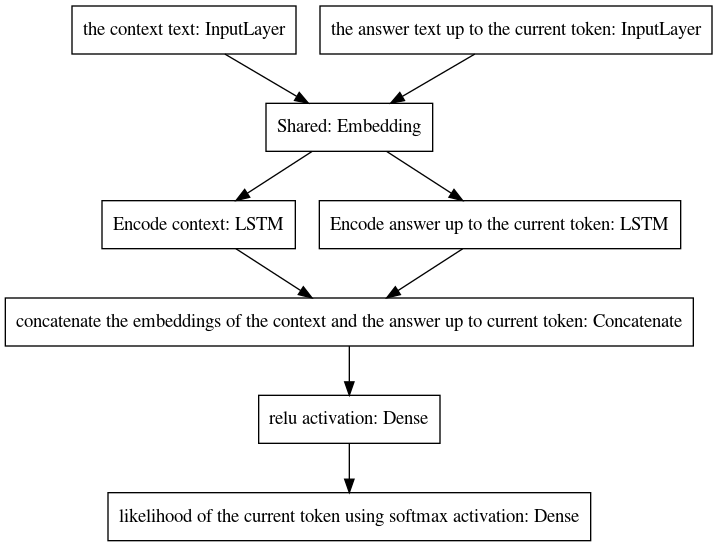 the context text: InputLayer
the answer text up to the current token: InputLayer
Shared: Embedding
Encode context: LSTM
Encode answer up to the current token: LSTM
concatenate the embeddings of the context and the answer up to current token: Concatenate
relu activation: Dense
likelihood of the current token using softmax activation: Dense